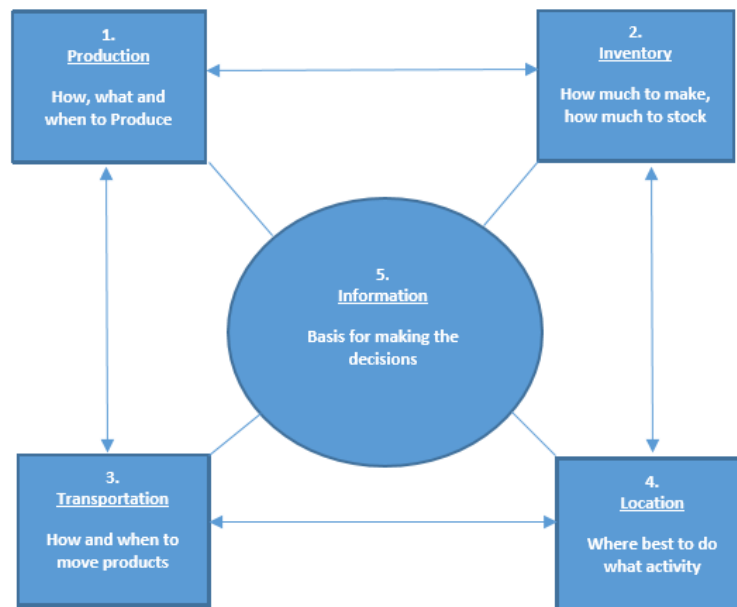 1.
Production
How, what and
when to Produce
2.
Inventory
How much to make,
how much to stock
5.
Information
Basis for making the
decisions
3.
Transportation
How and when to
move products
4.
Location
Where best to do
what activity